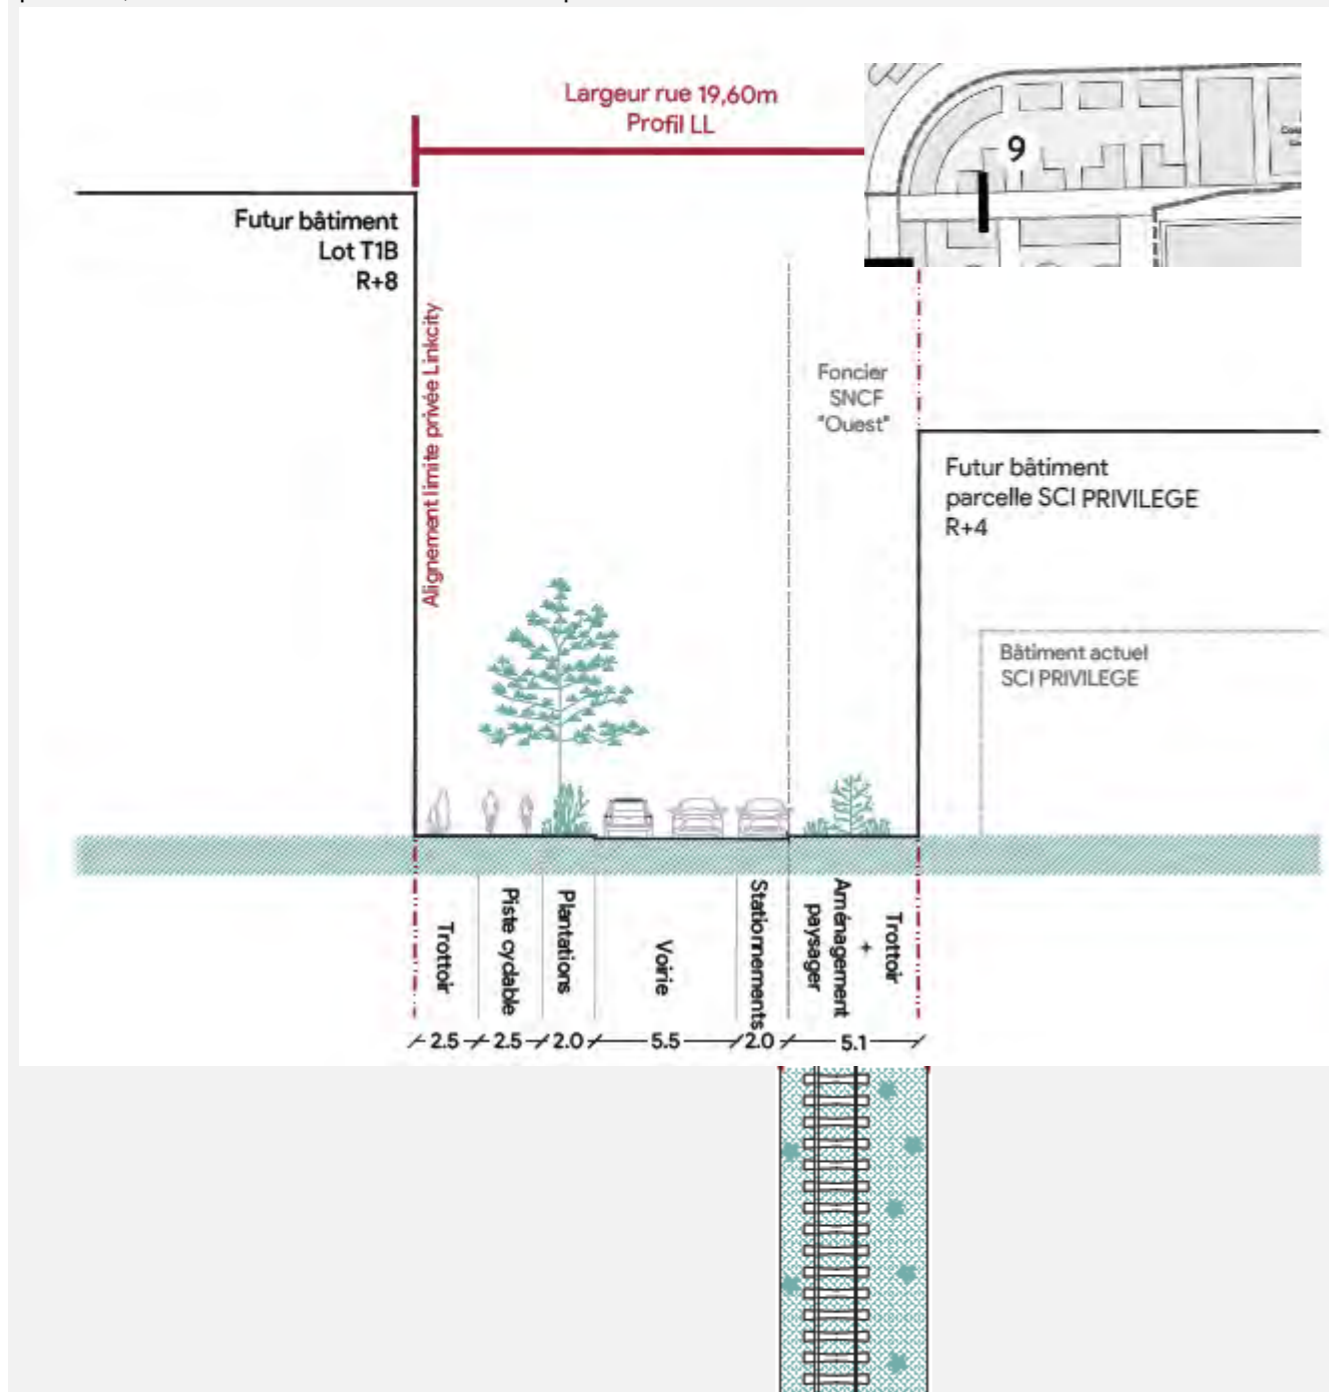 Largeur rue 19,60m
Profil LL
9
Futur bâtiment
Lot T1B
R+8
Alignement limite privée Linkcity
Foncier
SNCF
"Ouest"
Futur bâtiment
parcelle SCI PRIVILEGE
R+4
Bâtiment actuel
SCI PRIVILEGE
Trottoir
Piste cyclable
Plantations
Voirie
Stationnements
Trottoir
+
Aménagement
paysager
2.5 2.5 2.0 5.5 2.0 5.1